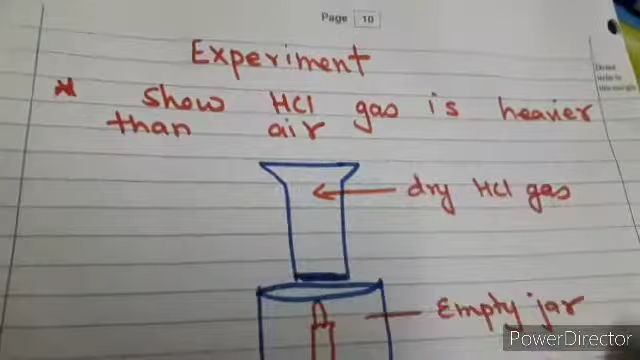 Page 10
Experiment
* Show HCl gas is heavier
than air
dry HCl gas
Empty jar
PowerDirector